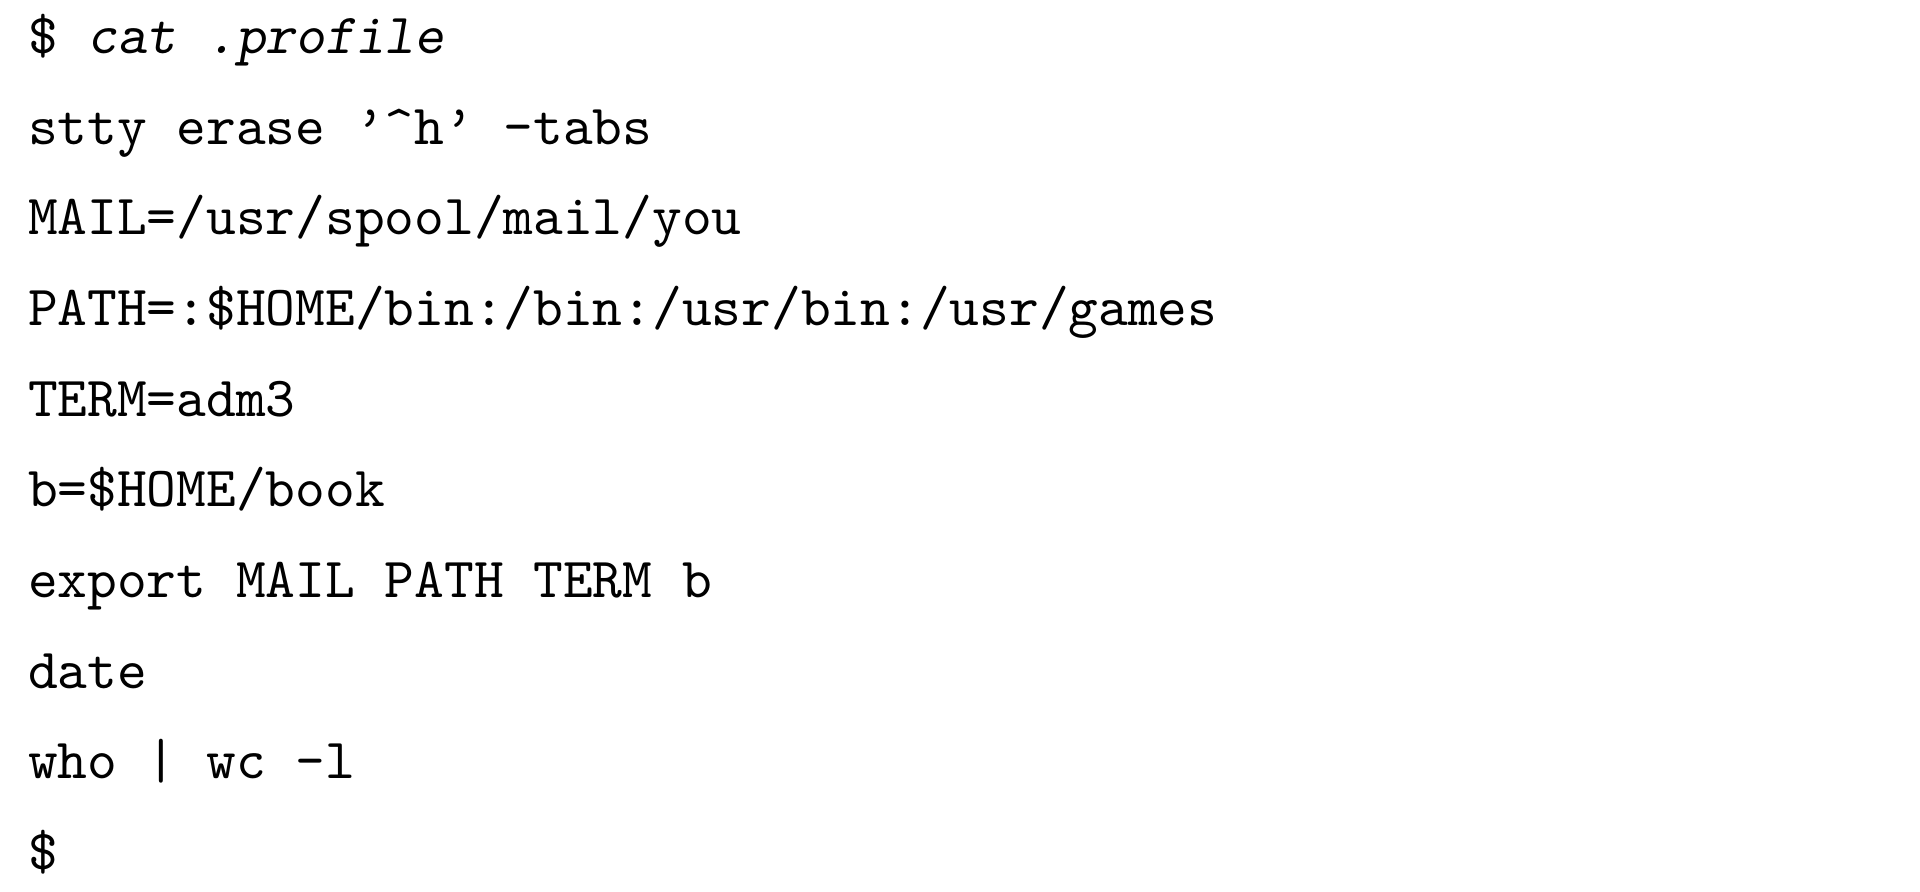 $ cat .profile
stty erase '^h' -tabs
MAIL=/usr/spool/mail/you
PATH=:$HOME/bin:/bin:/usr/bin:/usr/games
TERM=adm3
b=$HOME/book
export MAIL PATH TERM b
date
who | wc -l
$